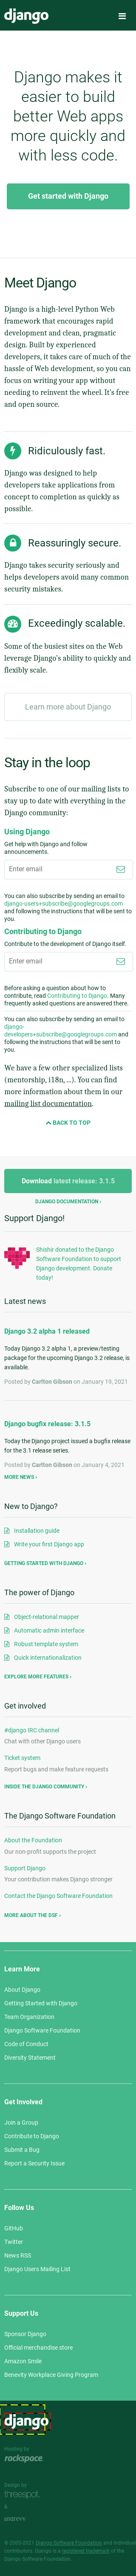 django
Django makes it
easier to build
better Web apps
more quickly and
with less code.
Get started with Django
Meet Django
Django is a high-level Python Web
framework that encourages rapid
development and clean, pragmatic
design. Built by experienced
developers, it takes care of much of the
hassle of Web development, so you can
focus on writing your app without
needing to reinvent the wheel. It's free
and open source.
Ridiculously fast.
Django was designed to help
developers take applications from
concept to completion as quickly as
possible.
Reassuringly secure.
Django takes security seriously and
helps developers avoid many common
security mistakes.
Exceedingly scalable.
Some of the busiest sites on the Web
leverage Django's ability to quickly and
flexibly scale.
Learn more about Django
Stay in the loop
Subscribe to one of our mailing lists to
stay up to date with everything in the
Django community:
Using Django
Get help with Django and follow
announcements.
Enter email
You can also subscribe by sending an email to
django-users+subscribe@googlegroups.com
and following the instructions that will be sent to
you.
Contributing to Django
Contribute to the development of Django itself.
Enter email
Before asking a question about how to
contribute, read Contributing to Django. Many
frequently asked questions are answered there.
You can also subscribe by sending an email to
django-
developers+subscribe@googlegroups.com and
following the instructions that will be sent to
you.
We have a few other specialized lists
(mentorship, i18n, ...). You can find
more information about them in our
mailing list documentation.
BACK TO TOP
Download latest release: 3.1.5
DJANGO DOCUMENTATION ›
Support Django!
Shishir donated to the Django
Software Foundation to support
Django development. Donate
today!
Latest news
Django 3.2 alpha 1 released
Today Django 3.2 alpha 1, a preview/testing
package for the upcoming Django 3.2 release, is
available.
Posted by Carlton Gibson on January 19, 2021
Django bugfix release: 3.1.5
Today the Django project issued a bugfix release
for the 3.1 release series.
Posted by Carlton Gibson on January 4, 2021
MORE NEWS ›
New to Django?
Installation guide
Write your first Django app
GETTING STARTED WITH DJANGO ›
The power of Django
Object-relational mapper
Automatic admin interface
Robust template system
Quick internationalization
EXPLORE MORE FEATURES ›
Get involved
#django IRC channel
Chat with other Django users
Ticket system
Report bugs and make feature requests
INSIDE THE DJANGO COMMUNITY ›
The Django Software Foundation
About the Foundation
Our non-profit supports the project
Support Django
Your contribution makes Django stronger
Contact the Django Software Foundation
MORE ABOUT THE DSF ›
Learn More
About Django
Getting Started with Django
Team Organization
Django Software Foundation
Code of Conduct
Diversity Statement
Get Involved
Join a Group
Contribute to Django
Submit a Bug
Report a Security Issue
Follow Us
GitHub
Twitter
News RSS
Django Users Mailing List
Support Us
Sponsor Django
Official merchandise store
Amazon Smile
Benevity Workplace Giving Program
django
Hosting by
rackspace
Design by
threespot.
&
andrevv
© 2005-2021 Django Software Foundation and individual
contributors. Django is a registered trademark of the
Django Software Foundation.